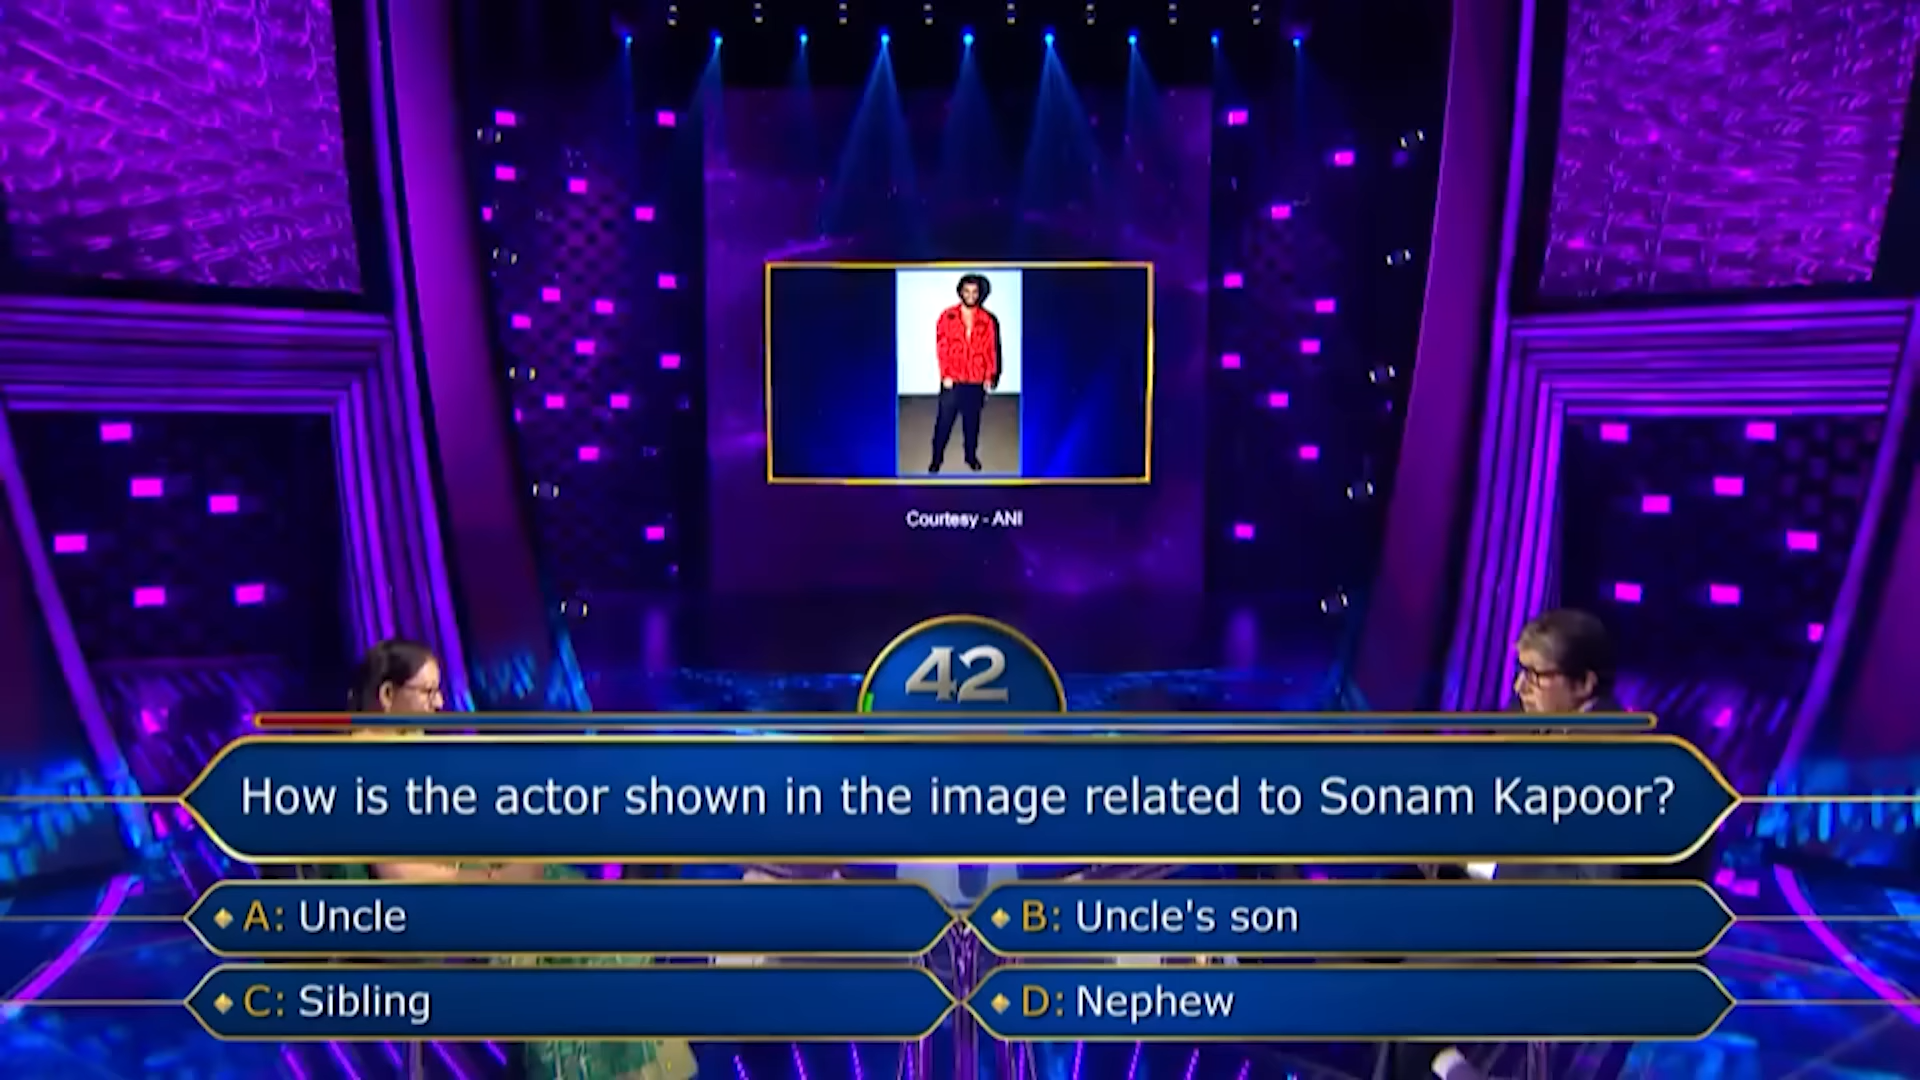 Courtesy - ANI
42
How is the actor shown in the image related to Sonam Kapoor?
A: Uncle
B: Uncle's son
C: Sibling
D: Nephew